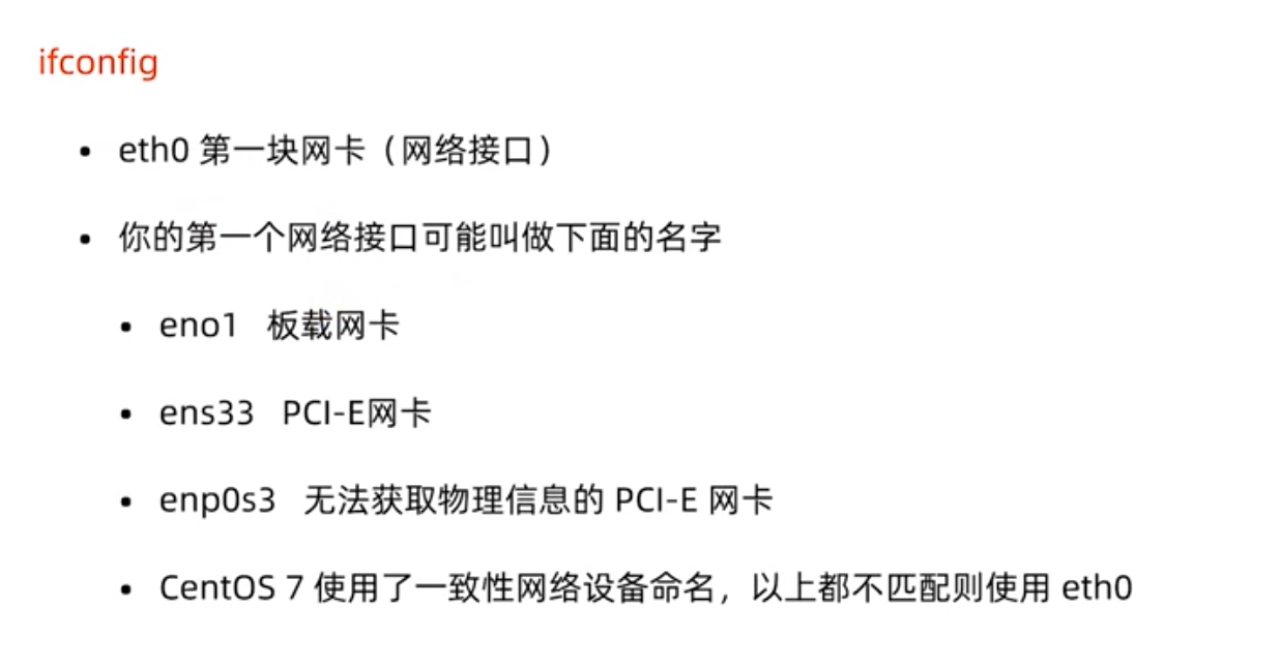 ifconfig
• eth0 第一块网卡（网络接口）
• 你的第一个网络接口可能叫做下面的名字
• eno1 板载网卡
• ens33 PCI-E网卡
• enp0s3 无法获取物理信息的 PCI-E 网卡
• CentOS 7 使用了一致性网络设备命名，以上都不匹配则使用 eth0